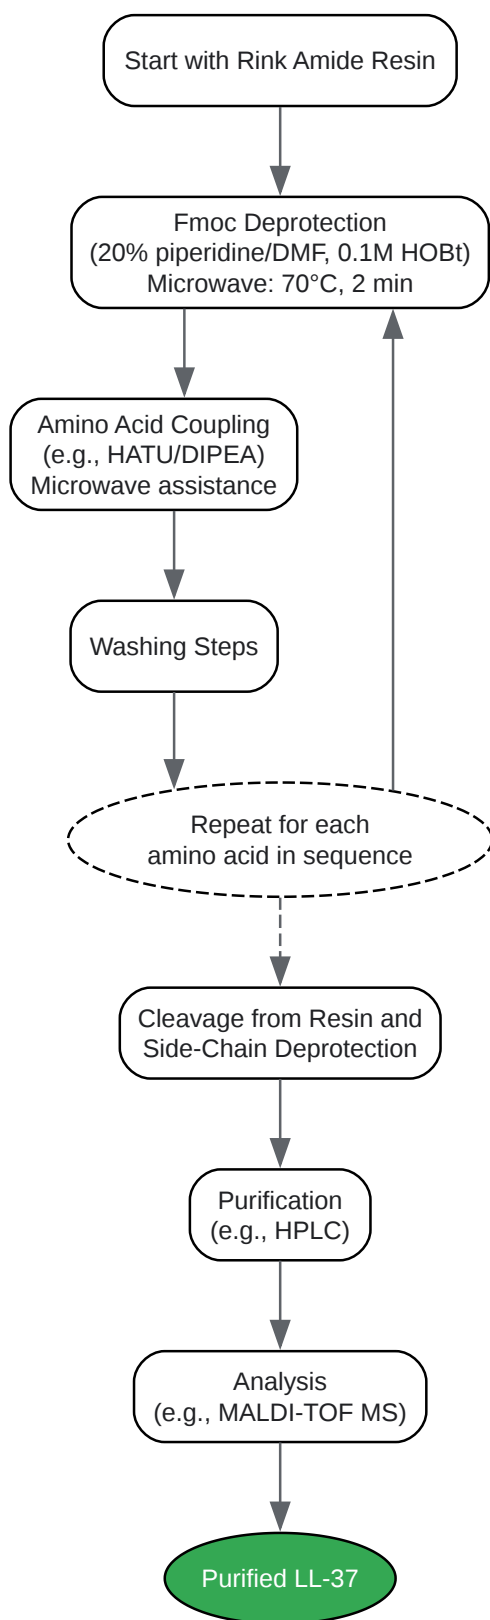 Start with Rink Amide Resin
Fmoc Deprotection
(20% piperidine/DMF, 0.1M HOBt)
Microwave: 70°C, 2 min
Amino Acid Coupling
(e.g., HATU/DIPEA)
Microwave assistance
Washing Steps
Repeat for each
amino acid in sequence
Cleavage from Resin and
Side-Chain Deprotection
Purification
(e.g., HPLC)
Analysis
(e.g., MALDI-TOF MS)
Purified LL-37